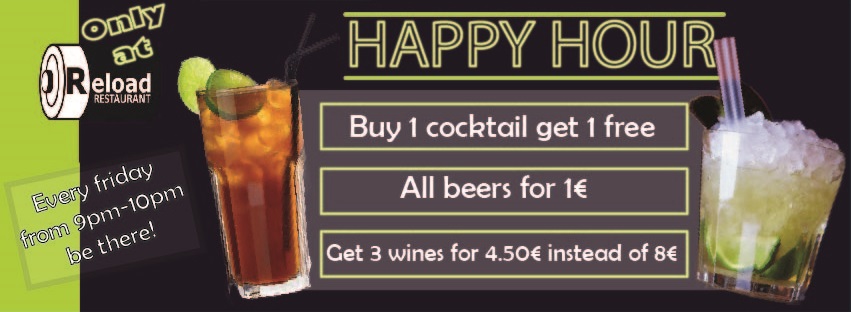 only
at
Reload
RESTAURANT
HAPPY HOUR
Buy 1 cocktail get 1 free
All beers for 1€
Get 3 wines for 4.50€ instead of 8€
Every friday
from 9pm-10pm
be there!